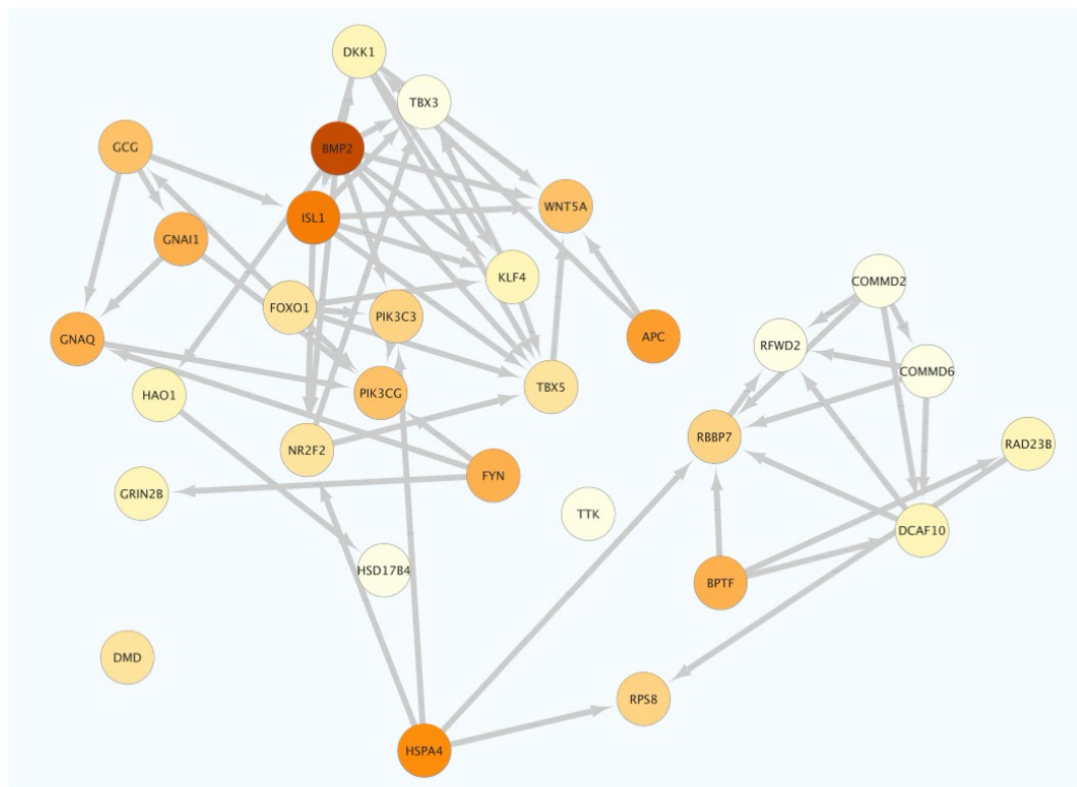 DKK1
TBX3
GCG
BMP2
WNT5A
ISL1
GNAI1
KLF4
COMMD2
FOXO1
PIK3C3
GNAQ
APC
RFWD2
COMMD6
HAO1
PIK3CG
TBX5
RBBP7
NR2F2
RAD23B
FYN
GRIN2B
TTK
DCAF10
HSD17B4
BPTF
DMD
RPS8
HSPA4